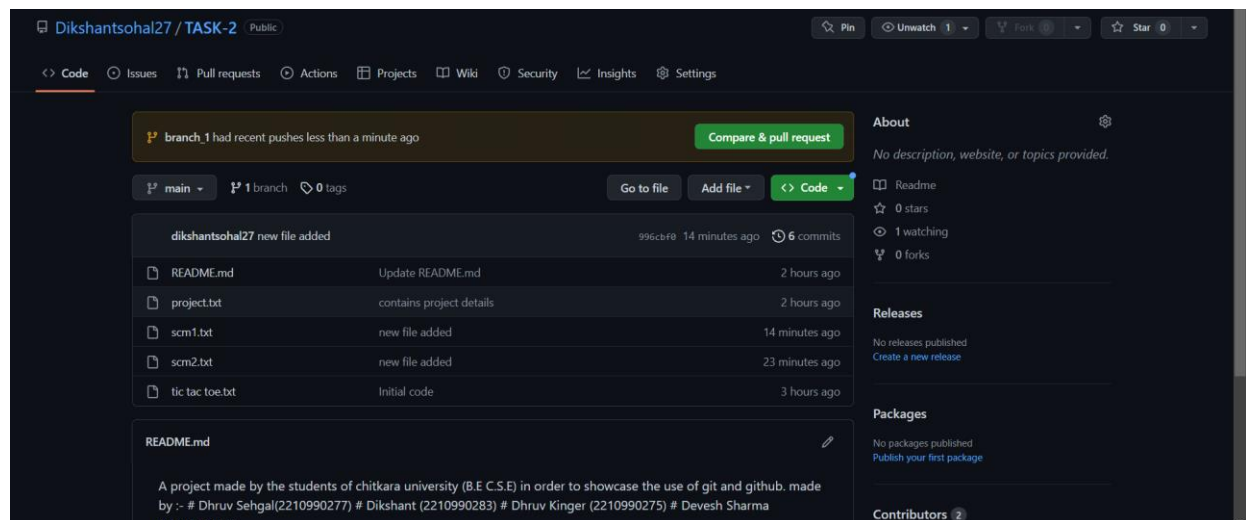 Dikshantsohal27 / TASK-2 Public
Pin Unwatch 1 Fork 0 Star 0
<> Code Issues Pull requests Actions Projects Wiki Security Insights Settings
branch_1 had recent pushes less than a minute ago Compare & pull request
main 1 branch 0 tags Go to file Add file <> Code
dikshantsohal27 new file added 996cbf0 14 minutes ago 6 commits
README.md Update README.md 2 hours ago
project.txt contains project details 2 hours ago
scm1.txt new file added 14 minutes ago
scm2.txt new file added 23 minutes ago
tic tac toe.txt Initial code 3 hours ago
README.md
A project made by the students of chitkara university (B.E C.S.E) in order to showcase the use of git and github. made
by :- # Dhruv Sehgal(2210990277) # Dikshant (2210990283) # Dhruv Kinger (2210990275) # Devesh Sharma
About
No description, website, or topics provided.
Readme
0 stars
1 watching
0 forks
Releases
No releases published
Create a new release
Packages
No packages published
Publish your first package
Contributors 2